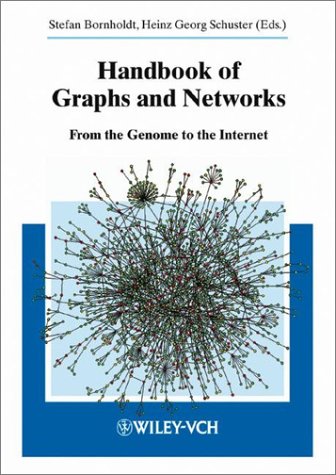 Stefan Bornholdt, Heinz Georg Schuster (Eds.)
Handbook of
Graphs and Networks
From the Genome to the Internet
WILEY-VCH